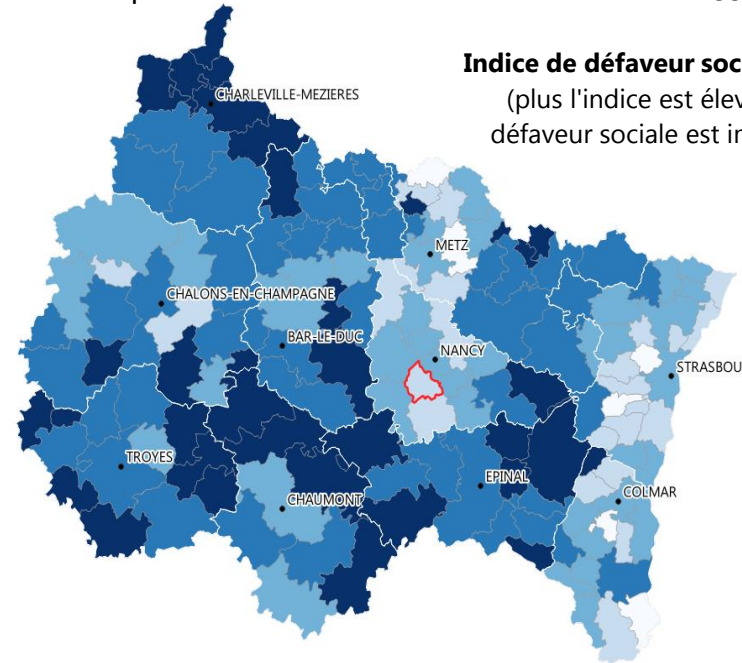 Indice de défaveur soc
(plus l'indice est élev
défaveur sociale est in
CHARLEVILLE-MEZIERES
METZ
CHALONS-EN-CHAMPAGNE
BAR-LE-DUC
NANCY
STRASBOU
TROYES
EPINAL
CHAUMONT
COLMAR